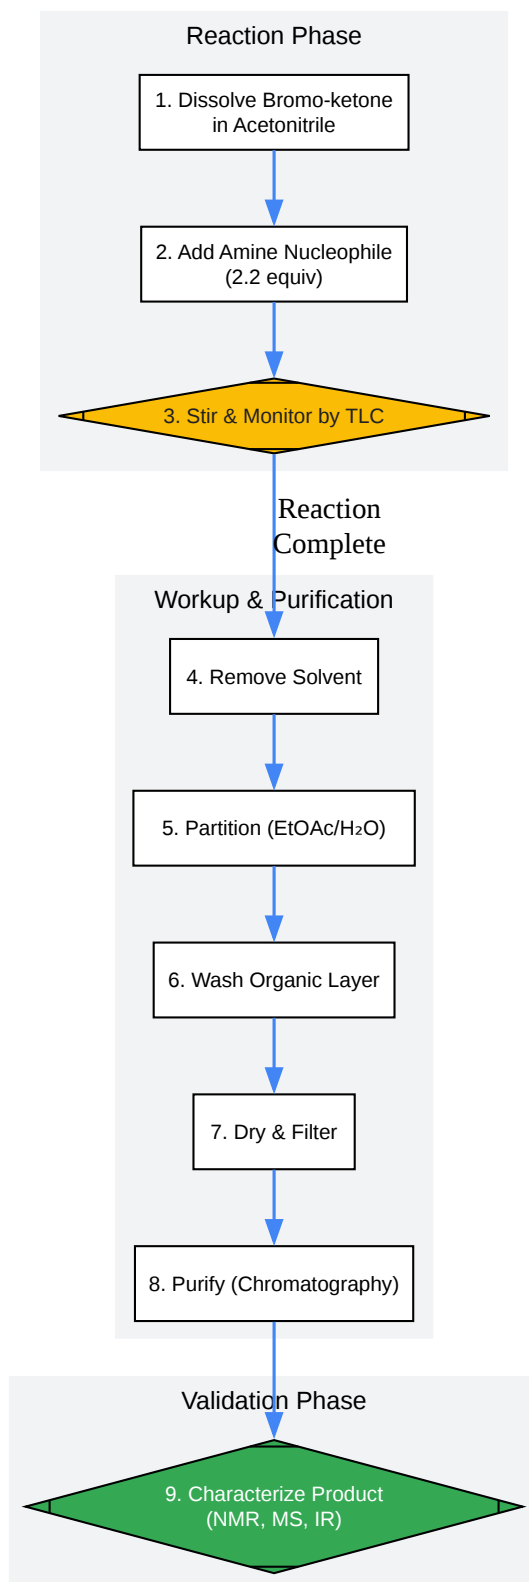 Reaction Phase
1. Dissolve Bromo-ketone
in Acetonitrile
2. Add Amine Nucleophile
(2.2 equiv)
3. Stir & Monitor by TLC
Reaction
Complete
Workup & Purification
4. Remove Solvent
5. Partition (EtOAc/H₂O)
6. Wash Organic Layer
7. Dry & Filter
8. Purify (Chromatography)
Validation Phase
9. Characterize Product
(NMR, MS, IR)